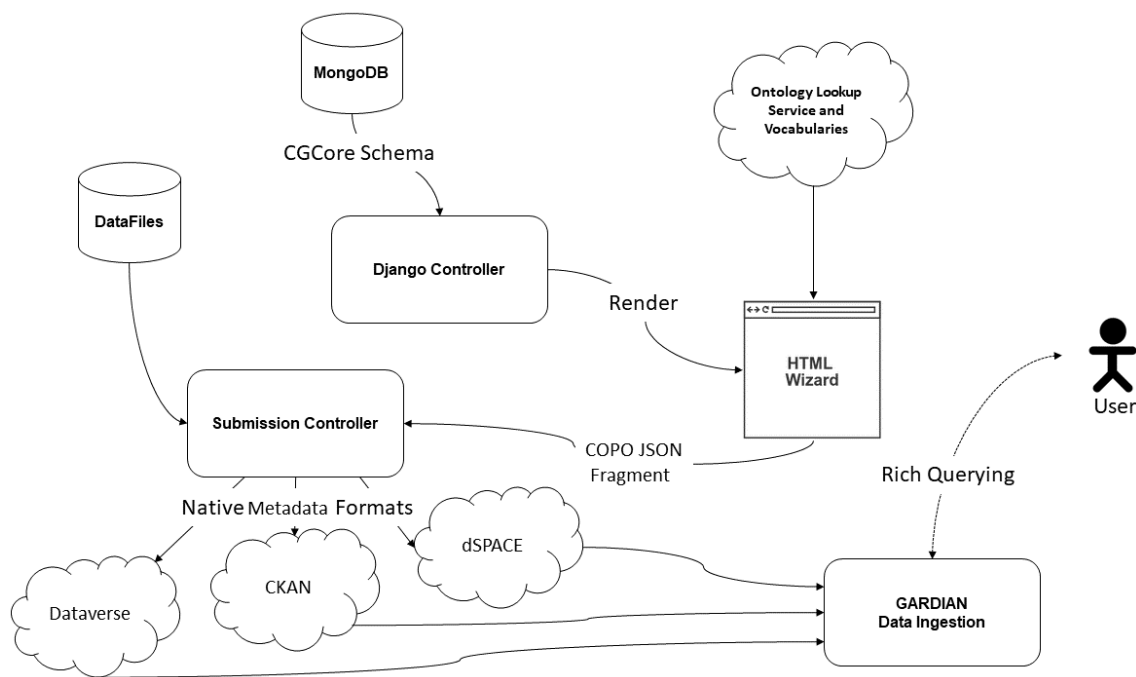 MongoDB
Ontology Lookup
Service and
Vocabularies
CGCore Schema
DataFiles
Django Controller
Render
HTML
Wizard
User
Submission Controller
COPO JSON
Fragment
Rich Querying
Native Metadata Formats
dSPACE
CKAN
Dataverse
GARDIAN
Data Ingestion